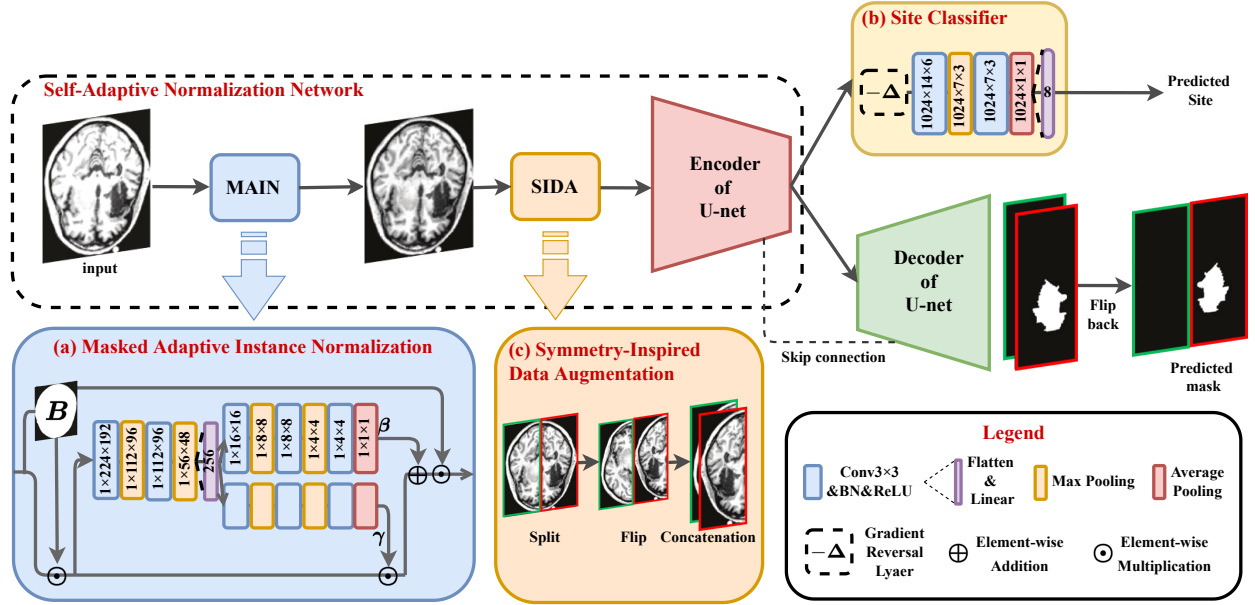 Self-Adaptive Normalization Network
input
MAIN
SIDA
Encoder
of
U-net
(b) Site Classifier
−Δ
1024×14×6
1024×7×3
1024×7×3
1024×1×1
8
Predicted
Site
Decoder
of
U-net
Skip connection
Flip
back
Predicted
mask
(a) Masked Adaptive Instance Normalization
B
1×224×192
1×112×96
1×112×96
1×56×48
256
1×16×16
1×8×8
1×8×8
1×4×4
1×4×4
1×1×1
β
γ
(c) Symmetry-Inspired
Data Augmentation
Split
Flip
Concatenation
Legend
Conv3×3
&BN&ReLU
Flatten
&
Linear
Max Pooling
Average
Pooling
−Δ
Gradient
Reversal
Lyaer
Element-wise
Addition
Element-wise
Multiplication